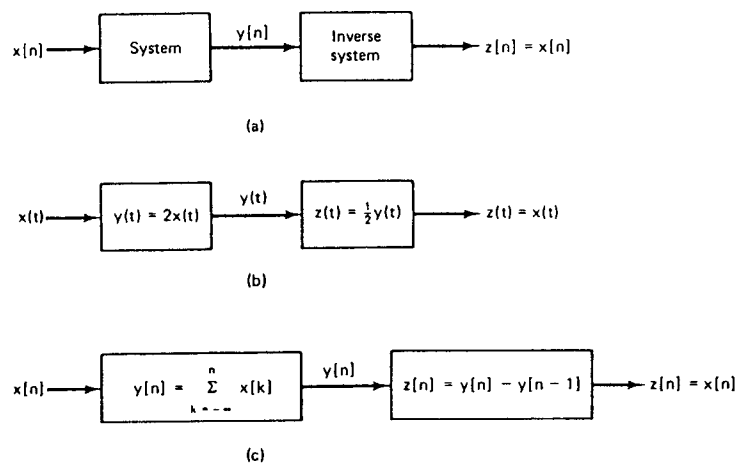 x[n] System y[n] Inverse system z[n] = x[n]
(a)
x(t) y(t) = 2x(t) y(t) z(t) = ½y(t) z(t) = x(t)
(b)
x[n] y[n] = n Σ k = -∞ x[k] y[n] z[n] = y[n] - y[n - 1] z[n] = x[n]
(c)